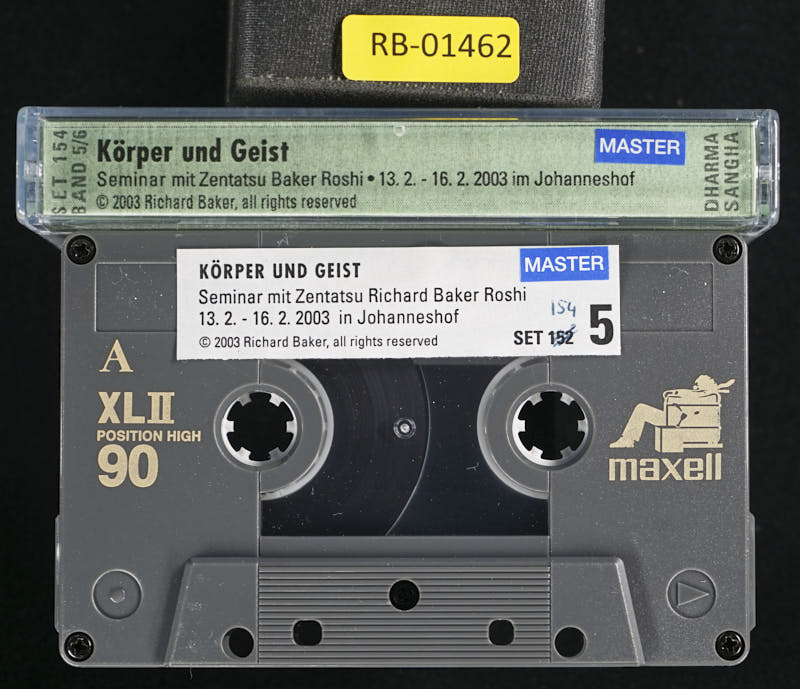 RB-01462
SET 154
BAND 5/6
Körper und Geist
MASTER
Seminar mit Zentatsu Baker Roshi • 13. 2. - 16. 2. 2003 im Johanneshof
© 2003 Richard Baker, all rights reserved
DHARMA
SANGHA
KÖRPER UND GEIST
MASTER
Seminar mit Zentatsu Richard Baker Roshi
13. 2. - 16. 2. 2003 in Johanneshof
© 2003 Richard Baker, all rights reserved
154
SET 152 5
A
XLII
POSITION HIGH
90
maxell